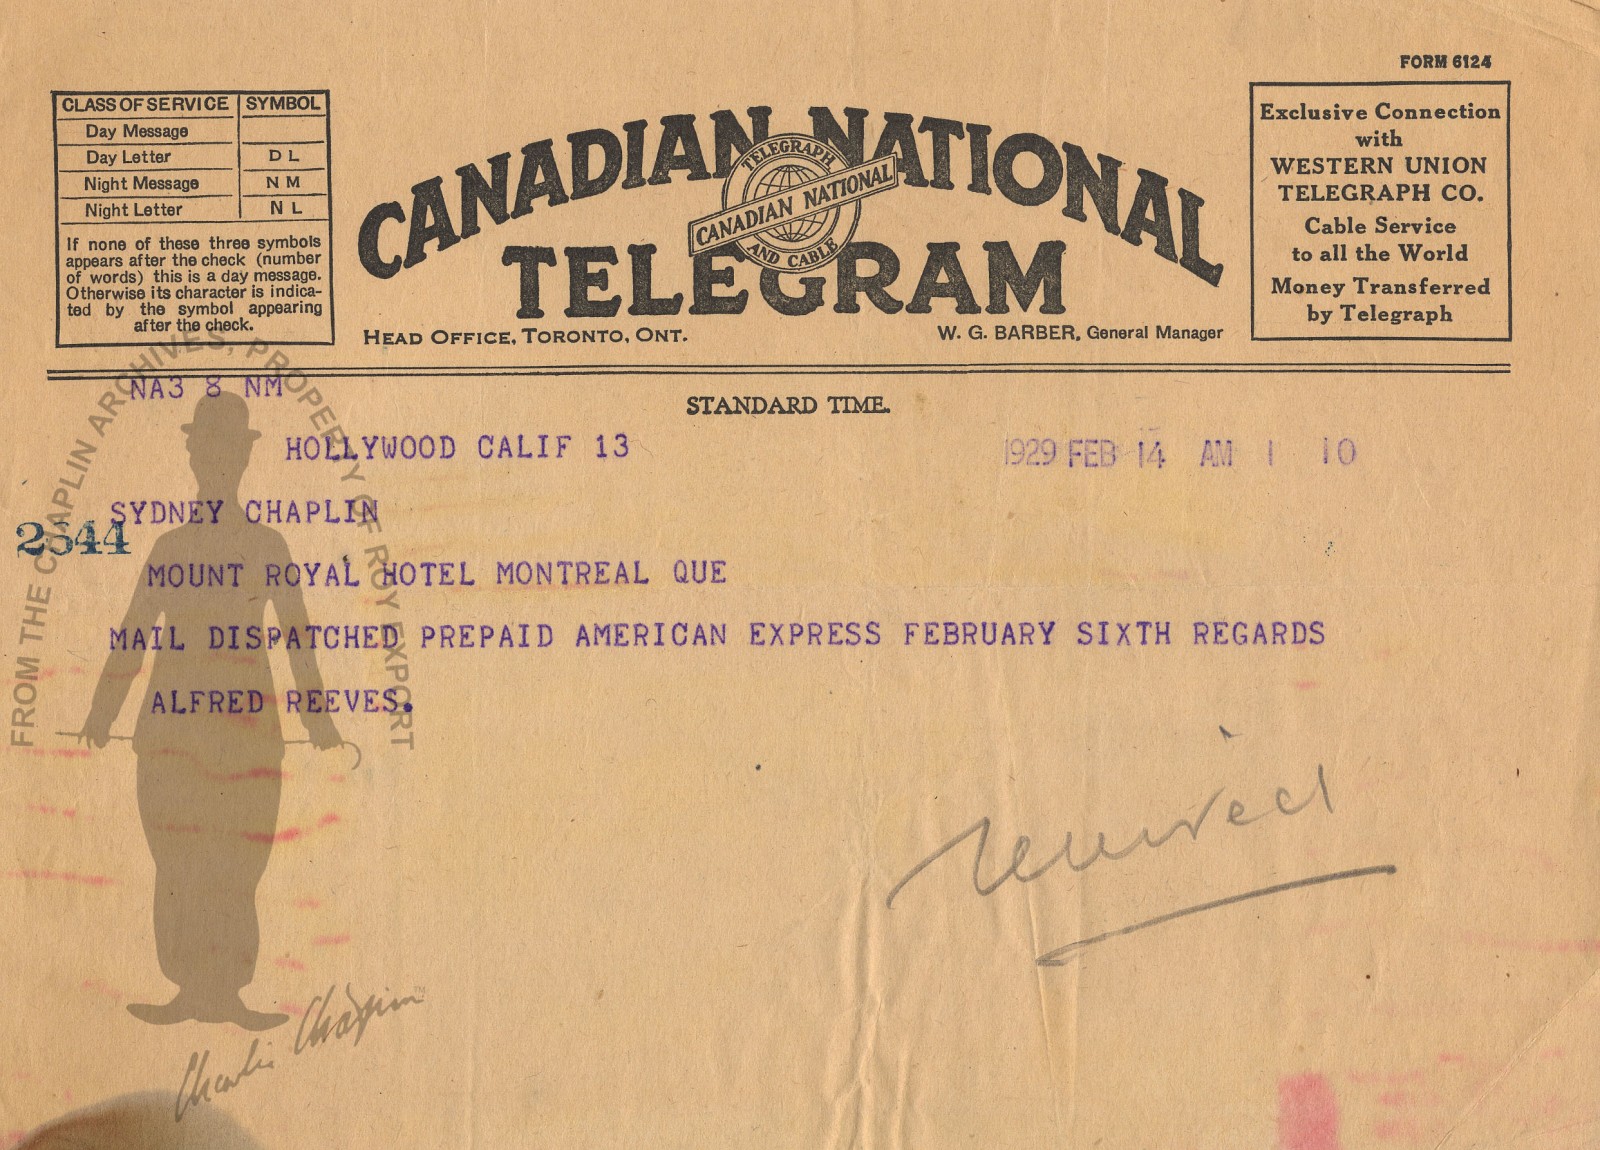 FORM 6124
CLASS OF SERVICE SYMBOL
Day Message
Day Letter D L
Night Message N M
Night Letter N L
If none of these three symbols
appears after the check (number
of words) this is a day message.
Otherwise its character is indica-
ted by the symbol appearing
after the check.
CANADIAN NATIONAL
TELEGRAPH
CANADIAN NATIONAL
AND CABLE
TELEGRAM
HEAD OFFICE, TORONTO, ONT.
W. G. BARBER, General Manager
Exclusive Connection
with
WESTERN UNION
TELEGRAPH CO.
Cable Service
to all the World
Money Transferred
by Telegraph
NA3 8 NM
STANDARD TIME.
HOLLYWOOD CALIF 13
1929 FEB 14 AM 1 10
SYDNEY CHAPLIN
2644
MOUNT ROYAL HOTEL MONTREAL QUE
MAIL DISPATCHED PREPAID AMERICAN EXPRESS FEBRUARY SIXTH REGARDS
ALFRED REEVES.
FROM THE CHAPLIN ARCHIVES, PROPERTY OF ROY EXPORT
Charlie Chaplin TM